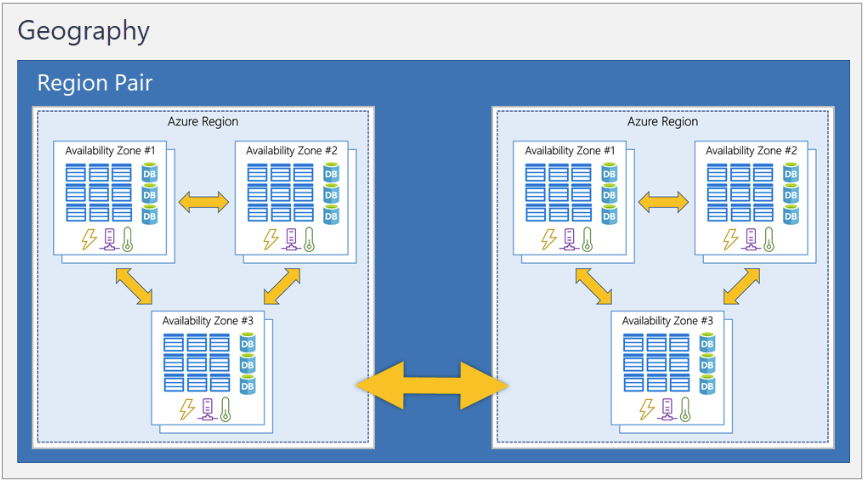 Geography
Region Pair
Azure Region
Availability Zone #1
DB
DB
DB
Availability Zone #2
DB
DB
DB
Availability Zone #3
DB
DB
DB
Azure Region
Availability Zone #1
DB
DB
DB
Availability Zone #2
DB
DB
DB
Availability Zone #3
DB
DB
DB